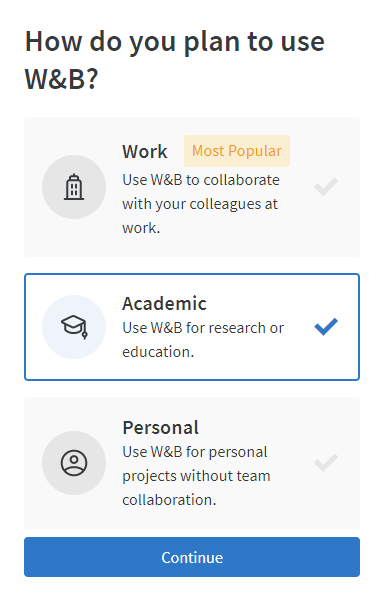 How do you plan to use
W&B?
Work Most Popular
Use W&B to collaborate
with your colleagues at
work.
Academic
Use W&B for research or
education.
Personal
Use W&B for personal
projects without team
collaboration.
Continue